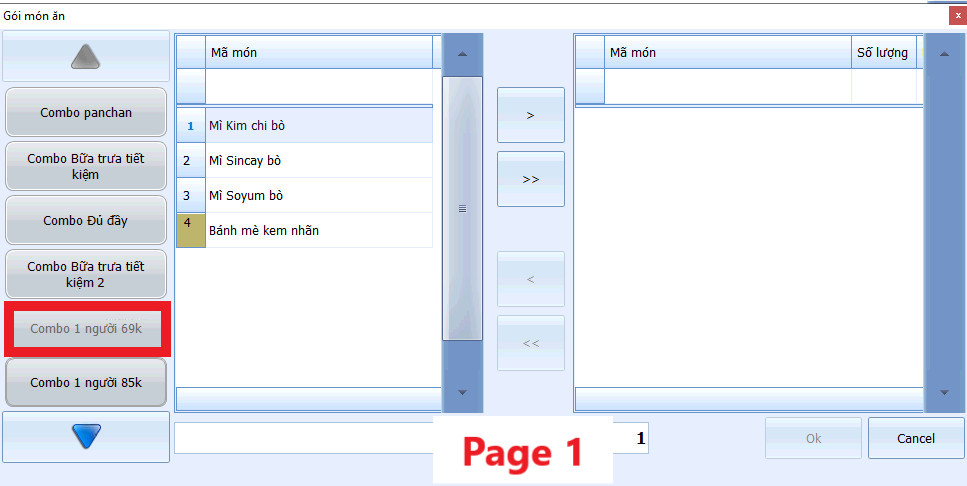 Gói món ăn
x
Combo panchan
Combo Bữa trưa tiết
kiệm
Combo Đủ đầy
Combo Bữa trưa tiết
kiệm 2
Combo 1 người 69k
Combo 1 người 85k
Mã món
1 Mì Kim chi bò
2 Mì Sincay bò
3 Mì Soyum bò
4 Bánh mè kem nhãn
>
>>
<
<<
Mã món Số lượng
1
Page 1
Ok
Cancel